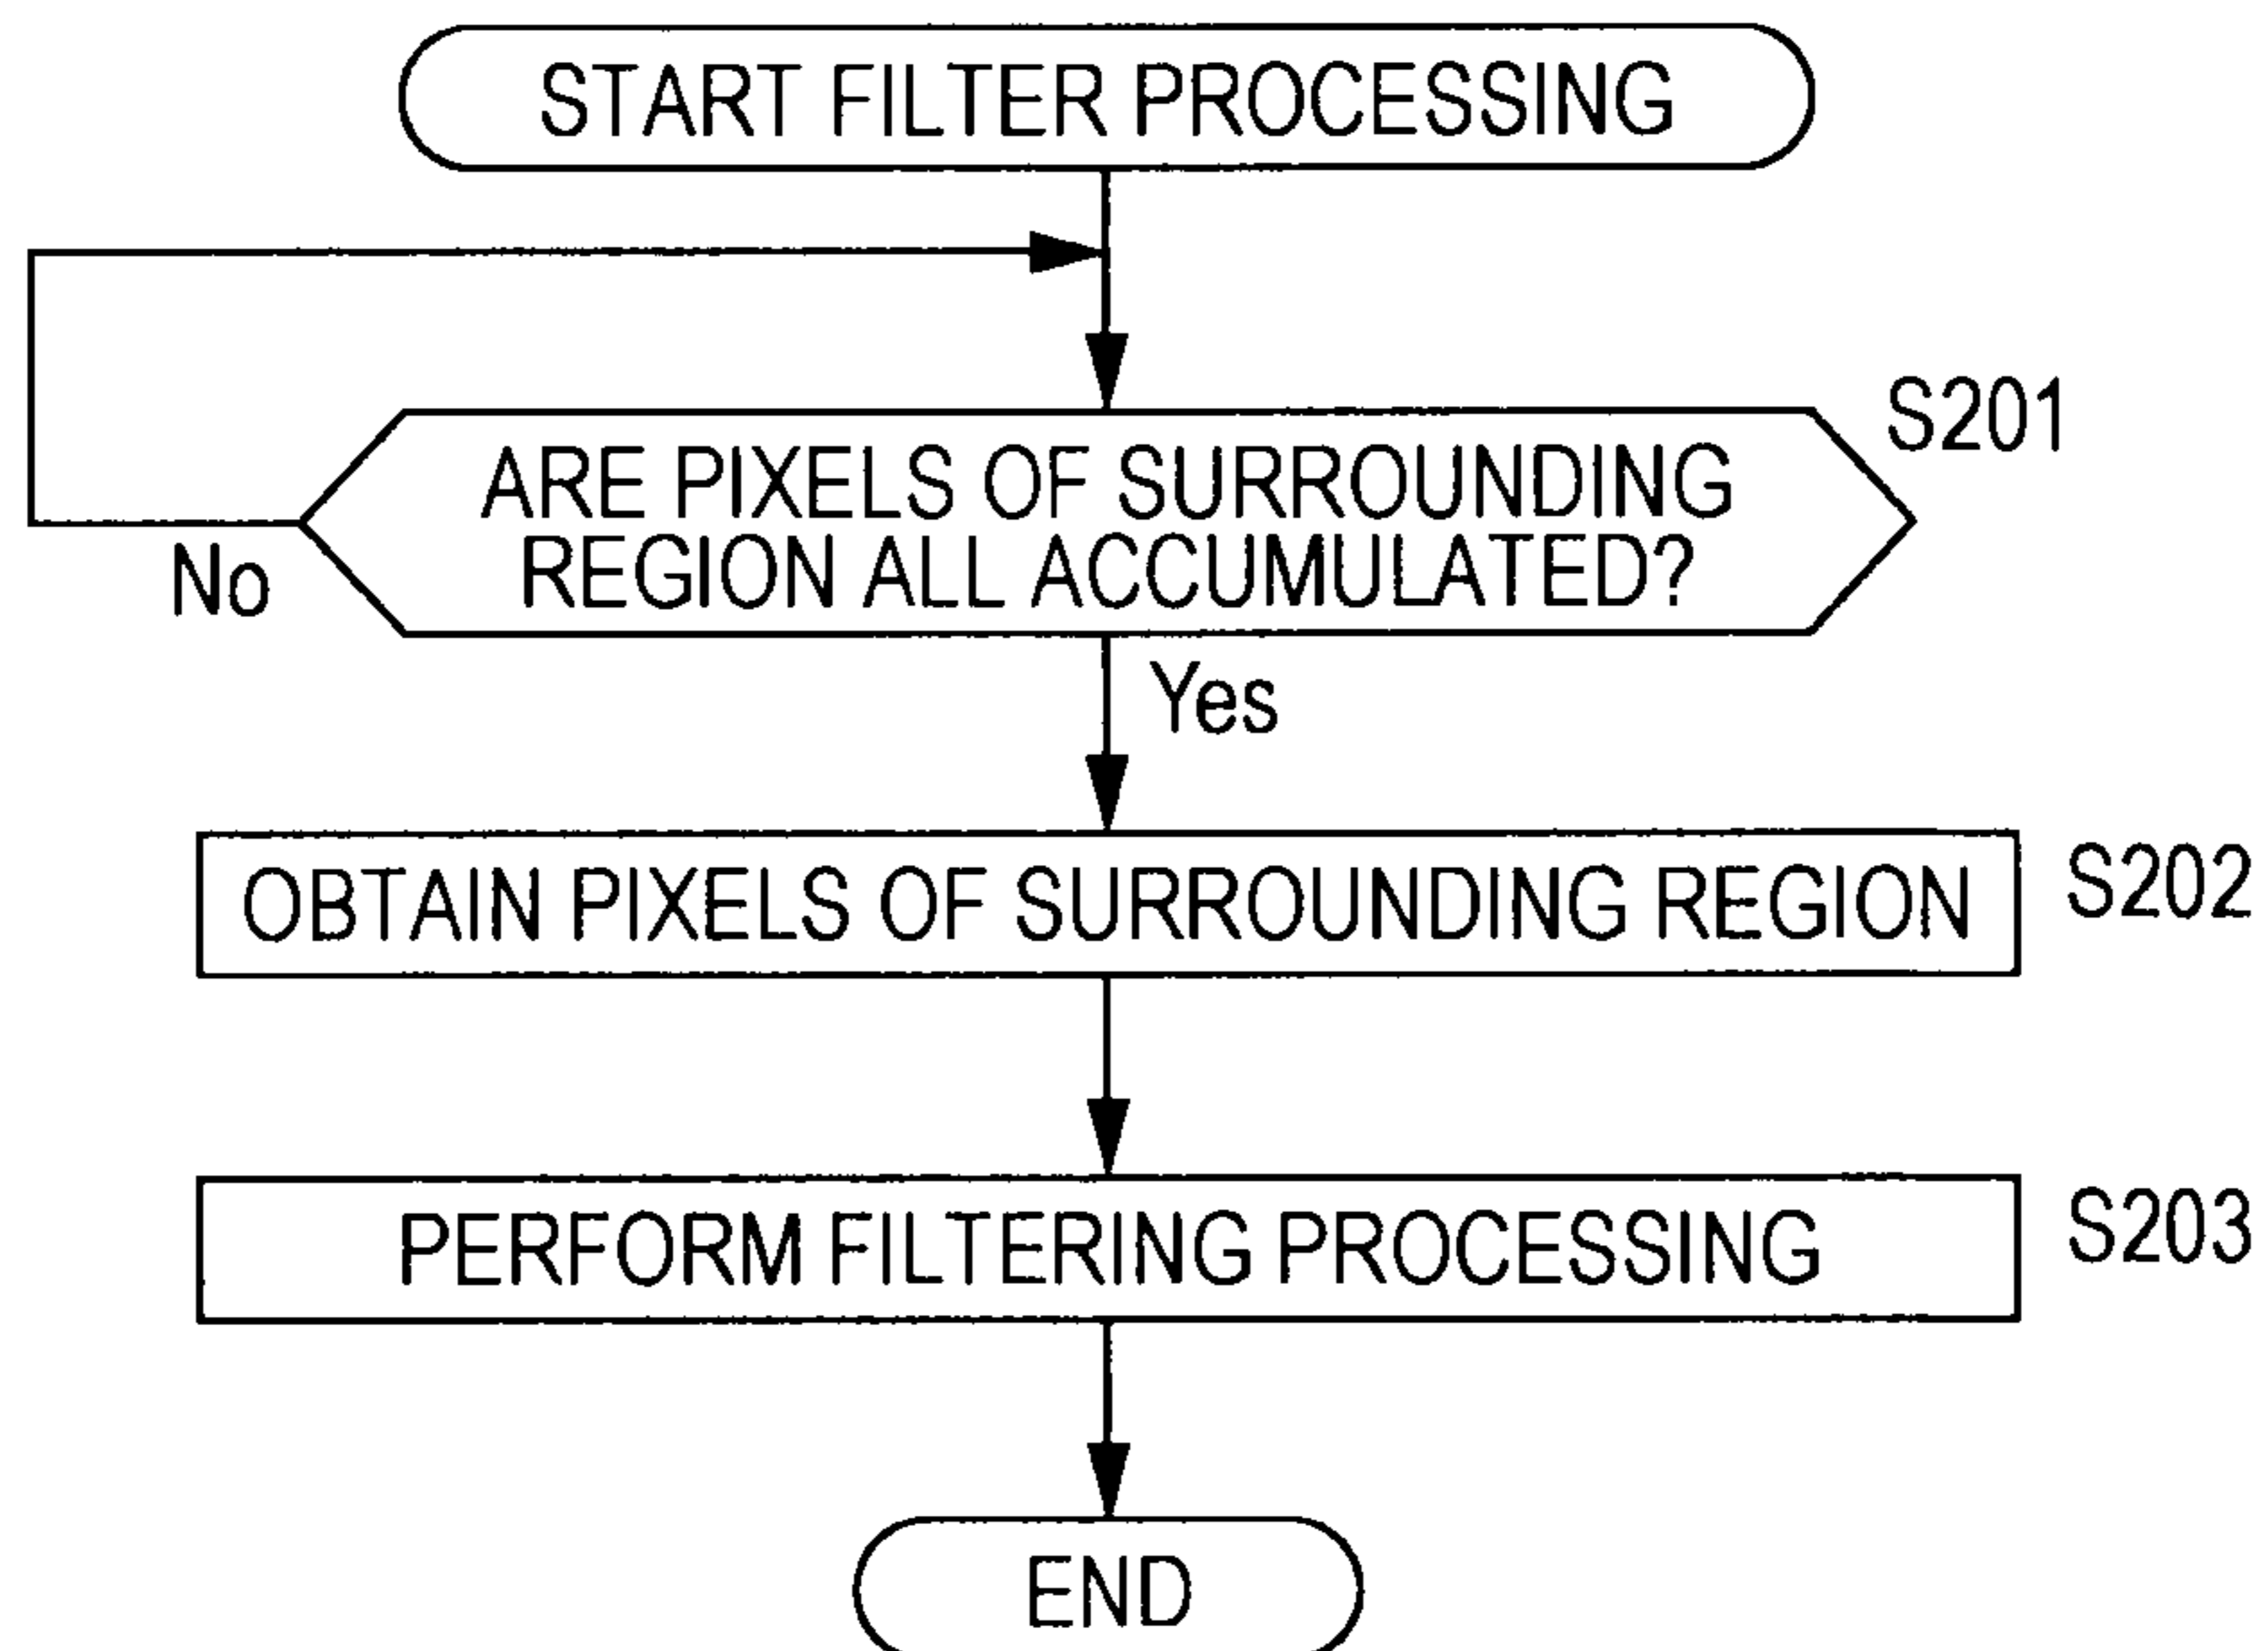 START FILTER PROCESSING
S201
ARE PIXELS OF SURROUNDING
REGION ALL ACCUMULATED?
No
Yes
OBTAIN PIXELS OF SURROUNDING REGION
S202
PERFORM FILTERING PROCESSING
S203
END